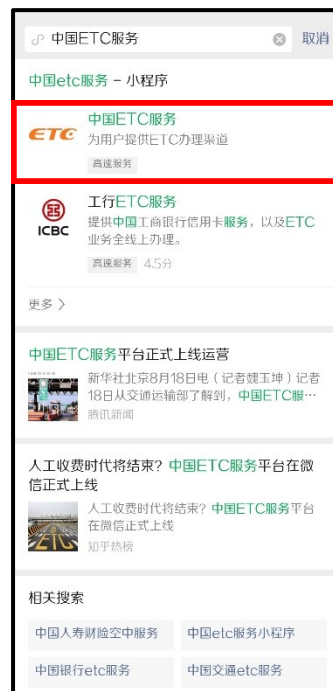 中国ETC服务
取消
中国etc服务 - 小程序
ETC
中国ETC服务
为用户提供ETC办理渠道
高速服务
ICBC
工行ETC服务
提供中国工商银行信用卡服务，以及ETC
业务全线上办理。
高速服务 4.5分
更多 〉
中国ETC服务平台正式上线运营
新华社北京8月18日电（记者魏玉坤）记者
18日从交通运输部了解到，中国ETC服…
腾讯新闻
人工收费时代将结束？中国ETC服务平台在微
信正式上线
ETC
人工收费时代将结束？中国ETC服务平台
在微信正式上线
知乎热榜
相关搜索
中国人寿财险空中服务
中国etc服务小程序
中国银行etc服务
中国交通etc服务